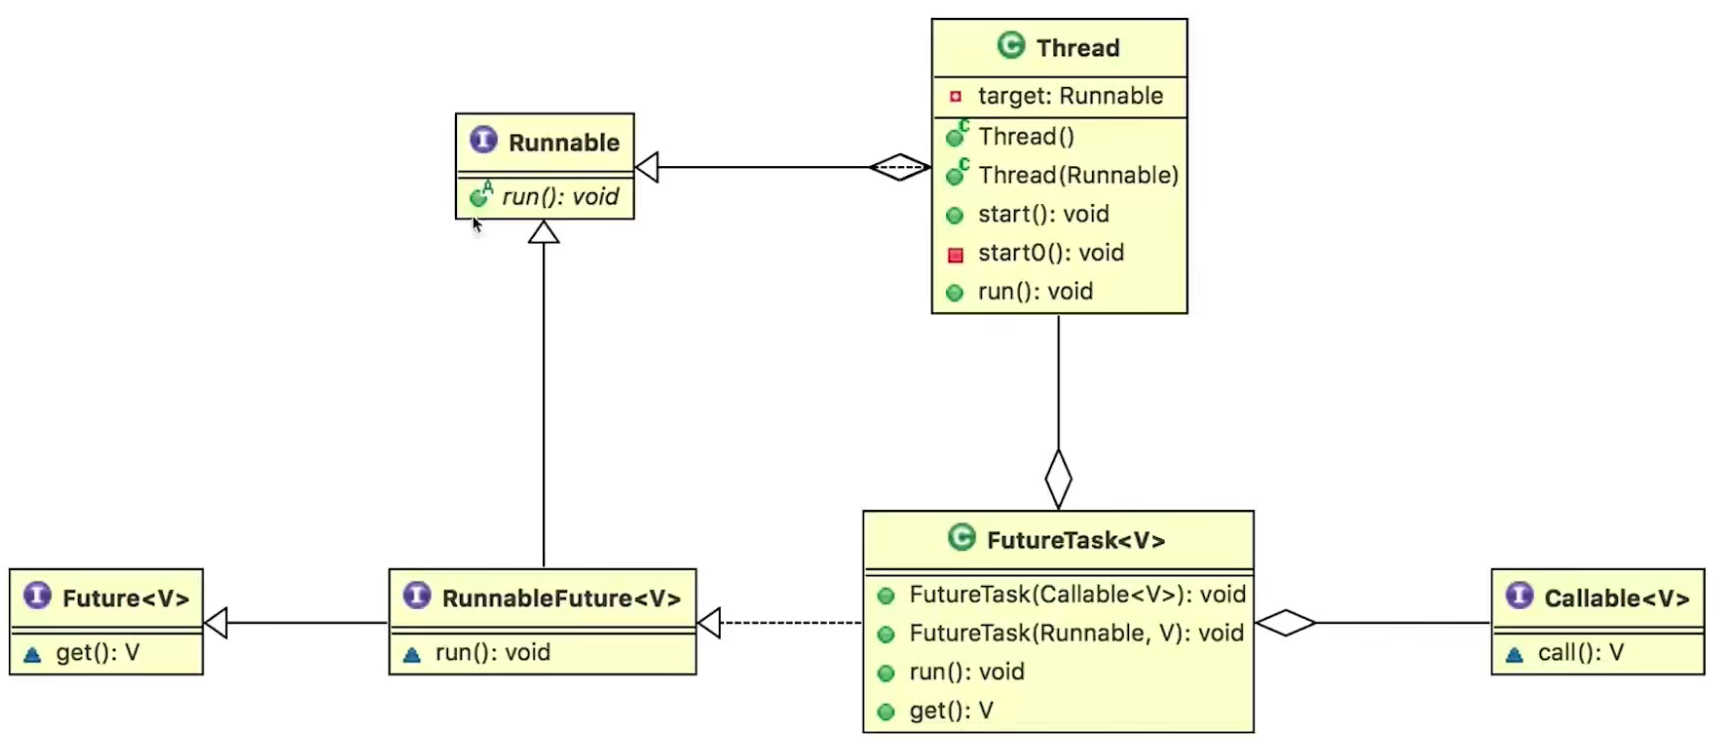 C Thread
target: Runnable
C Thread()
C Thread(Runnable)
start(): void
start0(): void
run(): void
I Runnable
A run(): void
I Future<V>
get(): V
I RunnableFuture<V>
run(): void
C FutureTask<V>
FutureTask(Callable<V>): void
FutureTask(Runnable, V): void
run(): void
get(): V
I Callable<V>
call(): V